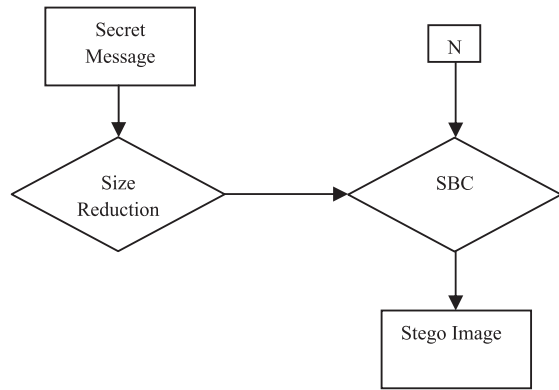 Secret
Message
N
Size
Reduction
SBC
Stego Image